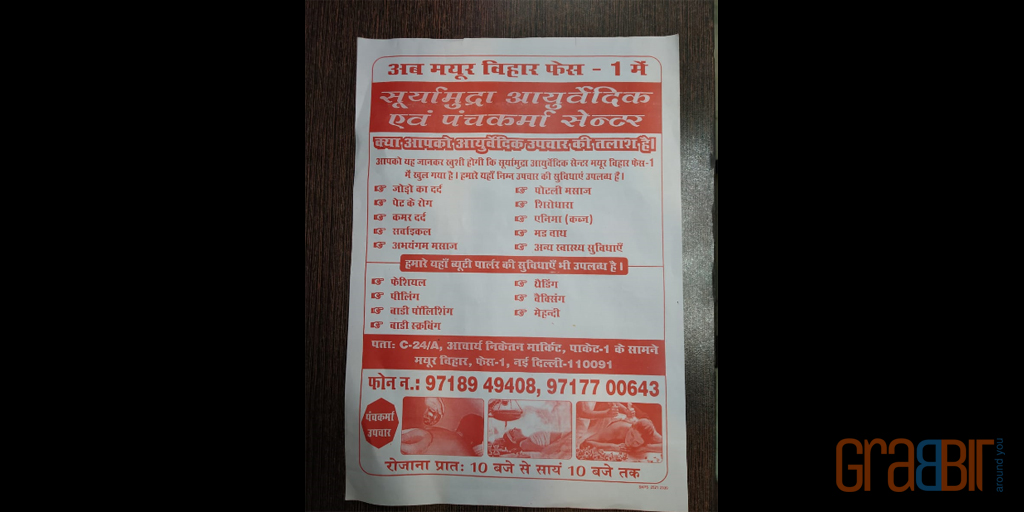 अब मयूर विहार फेस - 1 में
सूर्यामुद्रा आयुर्वेदिक
एवं पंचकर्मा सेन्टर
क्या आपको आयुर्वेदिक उपचार की तलाश है।
आपको यह जानकर खुशी होगी कि सूर्यामुद्रा आयुर्वेदिक सेन्टर मयूर विहार फेस-1
में खुल गया है। हमारे यहाँ निम्न उपचार की सुविधाएं उपलब्ध है।
जोड़ो का दर्द
पेट के रोग
कमर दर्द
सर्वाइकल
अभयंगम मसाज
पोटली मसाज
शिरोधारा
एनिमा (कब्ज)
मड वाथ
अन्य स्वास्थ्य सुविधाएँ
हमारे यहाँ ब्यूटी पार्लर की सुविधाएँ भी उपलब्ध है।
फेशियल
पीलिंग
बाडी पॉलिशिंग
बाडी स्क्रबिंग
थ्रैडिंग
वैक्सिंग
मेहन्दी
पता: C-24/A, आचार्य निकेतन मार्किट, पाकेट-1 के सामने
मयूर विहार, फेस-1, नई दिल्ली-110091
फोन न.: 97189 49408, 97177 00643
पंचकर्मा
उपचार
रोजाना प्रात: 10 बजे से सायं 10 बजे तक
GRABBIT
around you